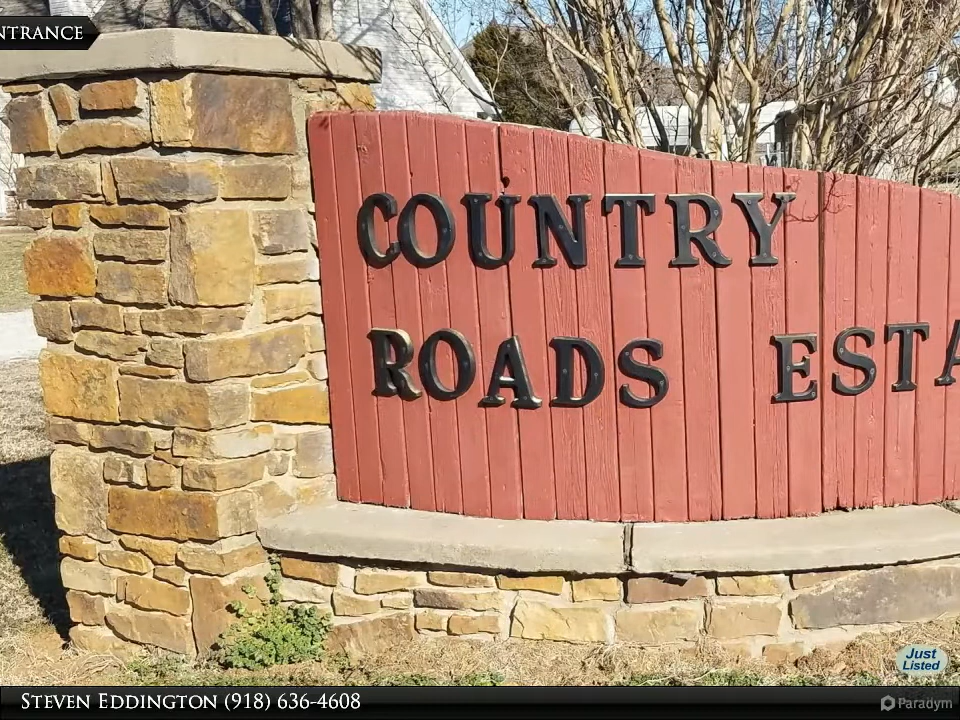 NTRANCE
COUNTRY
ROADS ESTA
Just
Listed
STEVEN EDDINGTON (918) 636-4608
Paradym